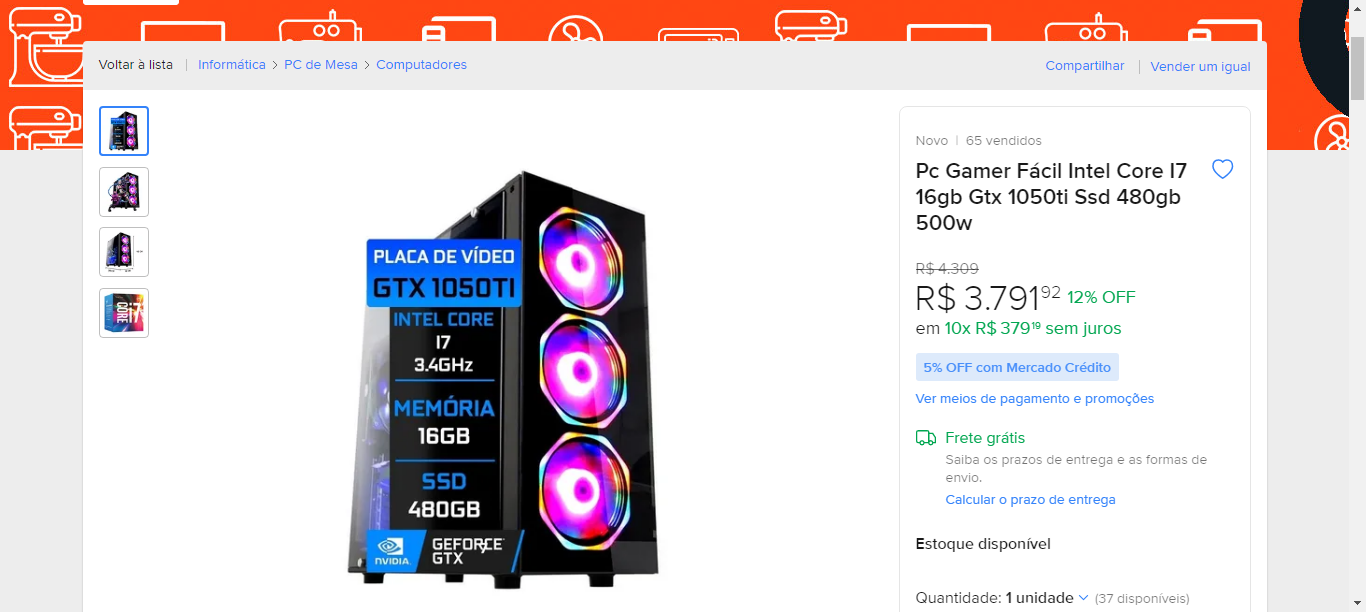 Voltar à lista | Informática > PC de Mesa > Computadores
Compartilhar | Vender um igual
PLACA DE VÍDEO
GTX 1050TI
INTEL CORE
I7
3.4GHz
MEMÓRIA
16GB
SSD
480GB
NVIDIA
GEFORCE
GTX
CORE i7
Novo | 65 vendidos
Pc Gamer Fácil Intel Core I7
16gb Gtx 1050ti Ssd 480gb
500w
R$ 4.309
R$ 3.791 92 12% OFF
em 10x R$ 379 19 sem juros
5% OFF com Mercado Crédito
Ver meios de pagamento e promoções
Frete grátis
Saiba os prazos de entrega e as formas de
envio.
Calcular o prazo de entrega
Estoque disponível
Quantidade: 1 unidade (37 disponíveis)